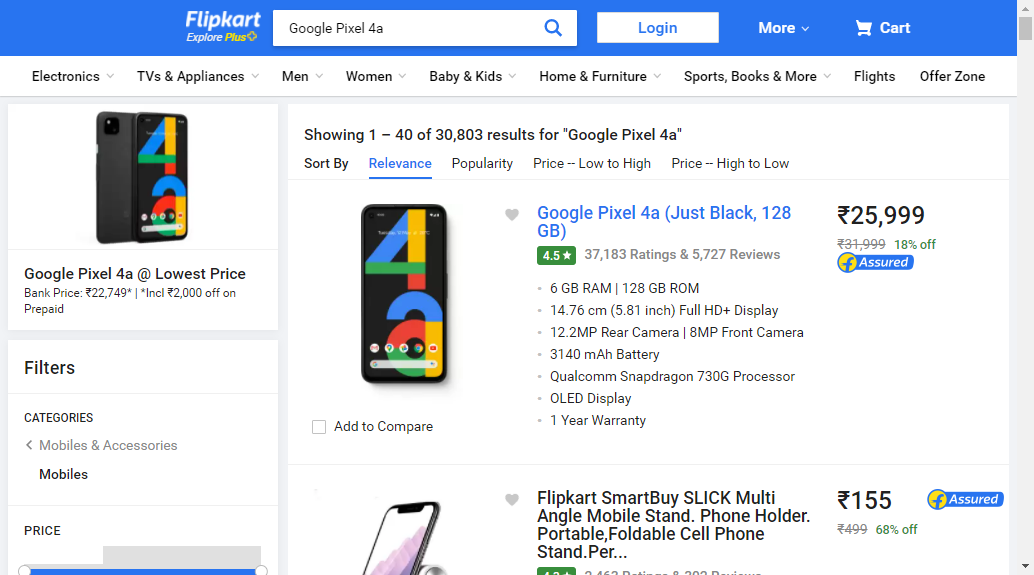 Flipkart
Explore Plus
Google Pixel 4a
Login
More
Cart
Electronics
TVs & Appliances
Men
Women
Baby & Kids
Home & Furniture
Sports, Books & More
Flights
Offer Zone
Google Pixel 4a @ Lowest Price
Bank Price: ₹22,749* | *Incl ₹2,000 off on
Prepaid
Filters
CATEGORIES
Mobiles & Accessories
Mobiles
PRICE
Showing 1 – 40 of 30,803 results for "Google Pixel 4a"
Sort By
Relevance
Popularity
Price -- Low to High
Price -- High to Low
Google Pixel 4a (Just Black, 128
GB)
4.5★
37,183 Ratings & 5,727 Reviews
6 GB RAM | 128 GB ROM
14.76 cm (5.81 inch) Full HD+ Display
12.2MP Rear Camera | 8MP Front Camera
3140 mAh Battery
Qualcomm Snapdragon 730G Processor
OLED Display
1 Year Warranty
₹25,999
₹31,999 18% off
Assured
Add to Compare
Flipkart SmartBuy SLICK Multi
Angle Mobile Stand. Phone Holder.
Portable,Foldable Cell Phone
Stand.Per...
₹155
Assured
₹499 68% off